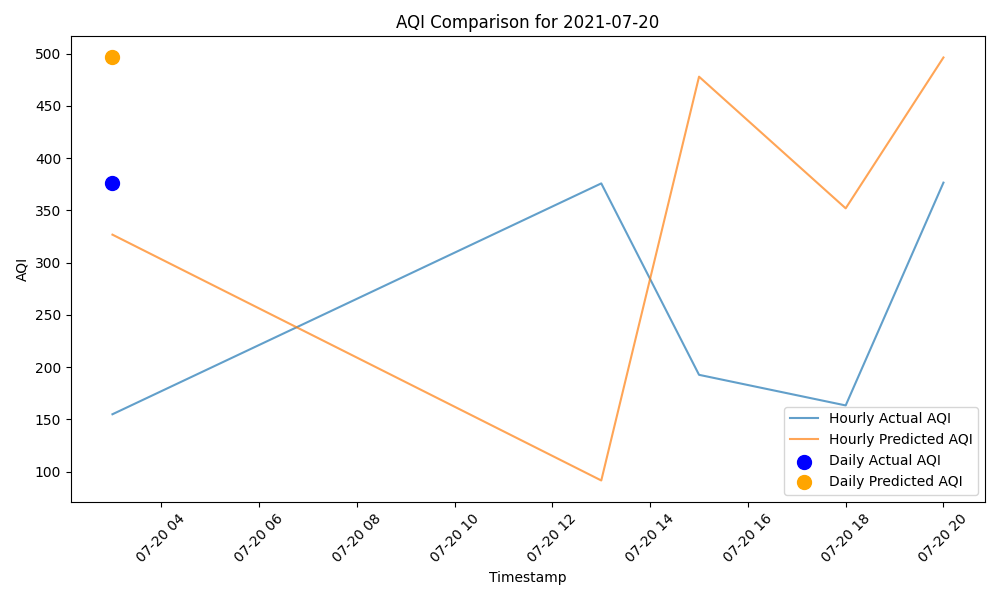 AQI Comparison for 2021-07-20
AQI
500
450
400
350
300
250
200
150
100
Hourly Actual AQI
Hourly Predicted AQI
Daily Actual AQI
Daily Predicted AQI
07-20 04
07-20 06
07-20 08
07-20 10
07-20 12
07-20 14
07-20 16
07-20 18
07-20 20
Timestamp